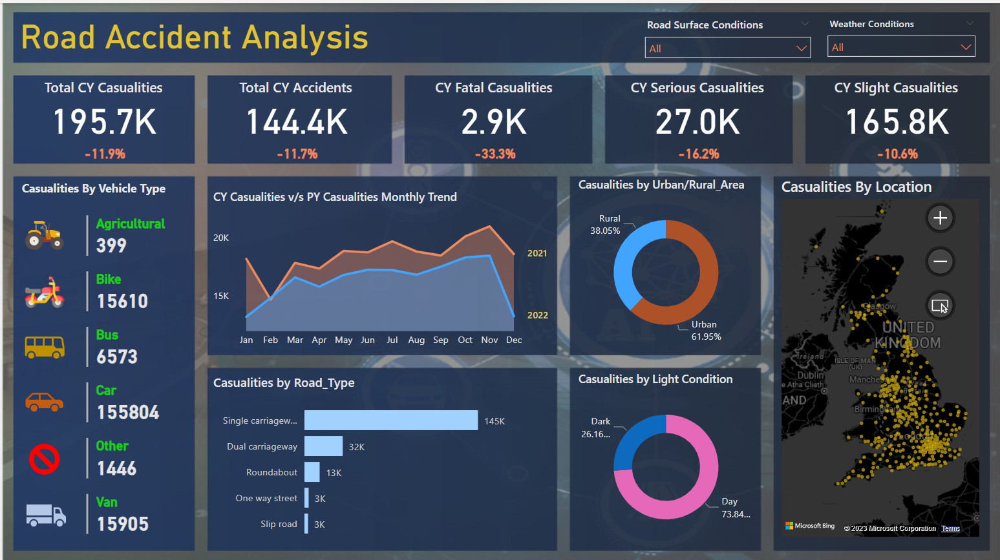 Road Accident Analysis
Road Surface Conditions
All
Weather Conditions
All
Total CY Casualities
195.7K
-11.9%
Total CY Accidents
144.4K
-11.7%
CY Fatal Casualities
2.9K
-33.3%
CY Serious Casualities
27.0K
-16.2%
CY Slight Casualities
165.8K
-10.6%
Casualities By Vehicle Type
Agricultural
399
Bike
15610
Bus
6573
Car
155804
Other
1446
Van
15905
CY Casualities v/s PY Casualities Monthly Trend
20K
15K
2021
2022
Jan Feb Mar Apr May Jun Jul Aug Sep Oct Nov Dec
Casualities by Road_Type
Single carriagew... 145K
Dual carriageway 32K
Roundabout 13K
One way street 3K
Slip road 3K
Casualities by Urban/Rural_Area
Rural
38.05%
Urban
61.95%
Casualities by Light Condition
Dark
26.16...
Day
73.84...
Casualities By Location
Glasgow
UNITED
KINGDOM
Ireland
ISLE OF MAN
(UK)
Dublin
e Atha Cliath
AND
Microsoft Bing
© 2023 Microsoft Corporation
Terms